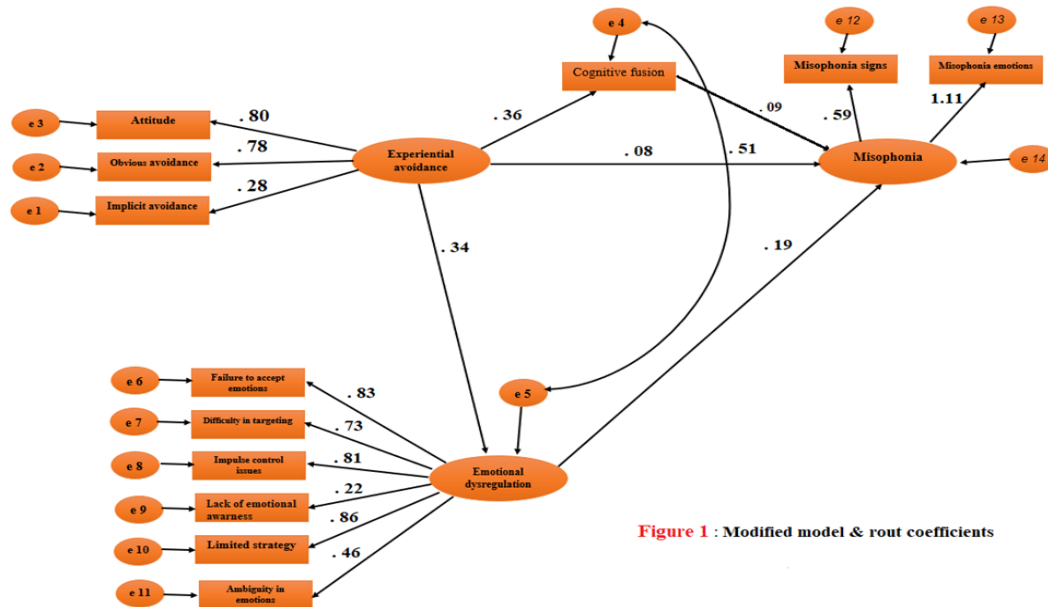 e 4
e 12
e 13
Misophonia signs
Misophonia emotions
Cognitive fusion
e 3
Attitude
. 80
. 36
. 09
. 59
1.11
e 2
Obvious avoidance
. 78
Experiential
avoidance
. 08
. 51
Misophonia
e 14
e 1
Implicit avoidance
. 28
. 34
. 19
e 6
Failure to accept
emotions
. 83
e 5
e 7
Difficulty in targeting
. 73
e 8
Impulse control
issues
. 81
Emotional
dysregulation
e 9
Lack of emotional
awarness
. 22
e 10
Limited strategy
. 86
e 11
Ambiguity in
emotions
. 46
Figure 1 : Modified model & rout coefficients